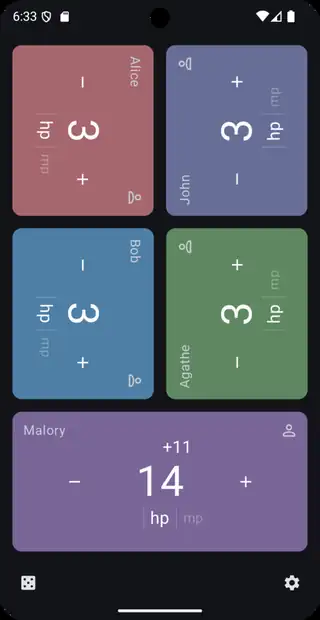 6:33
Alice
−
3
+
hp
mp
John
+
3
−
hp
mp
Bob
−
3
+
hp
mp
Agathe
+
3
−
hp
mp
Malory
+11
− 14 +
hp mp